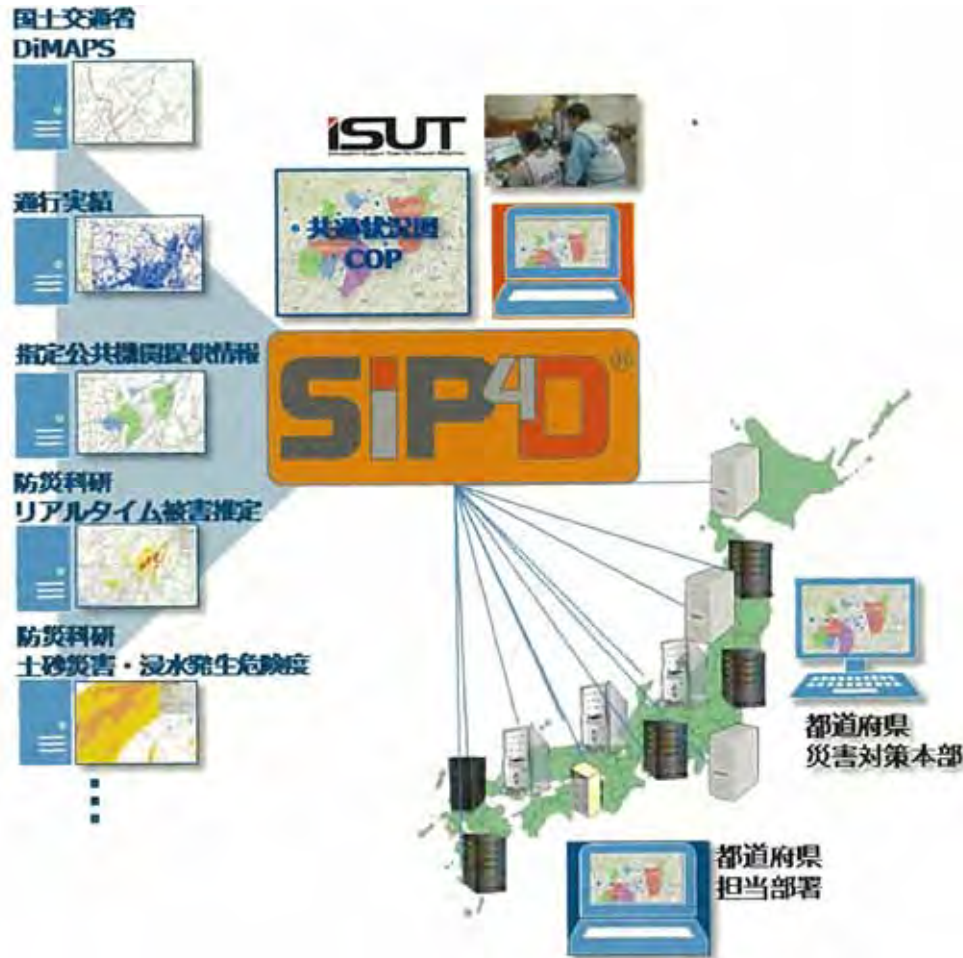 国土交通省
DiMAPS
通行実績
指定公共機関提供情報
防災科研
リアルタイム被害推定
防災科研
土砂災害・浸水発生危険度
iSUT
共通状況図
COP
SiP4D®
都道府県
災害対策本部
都道府県
担当部署